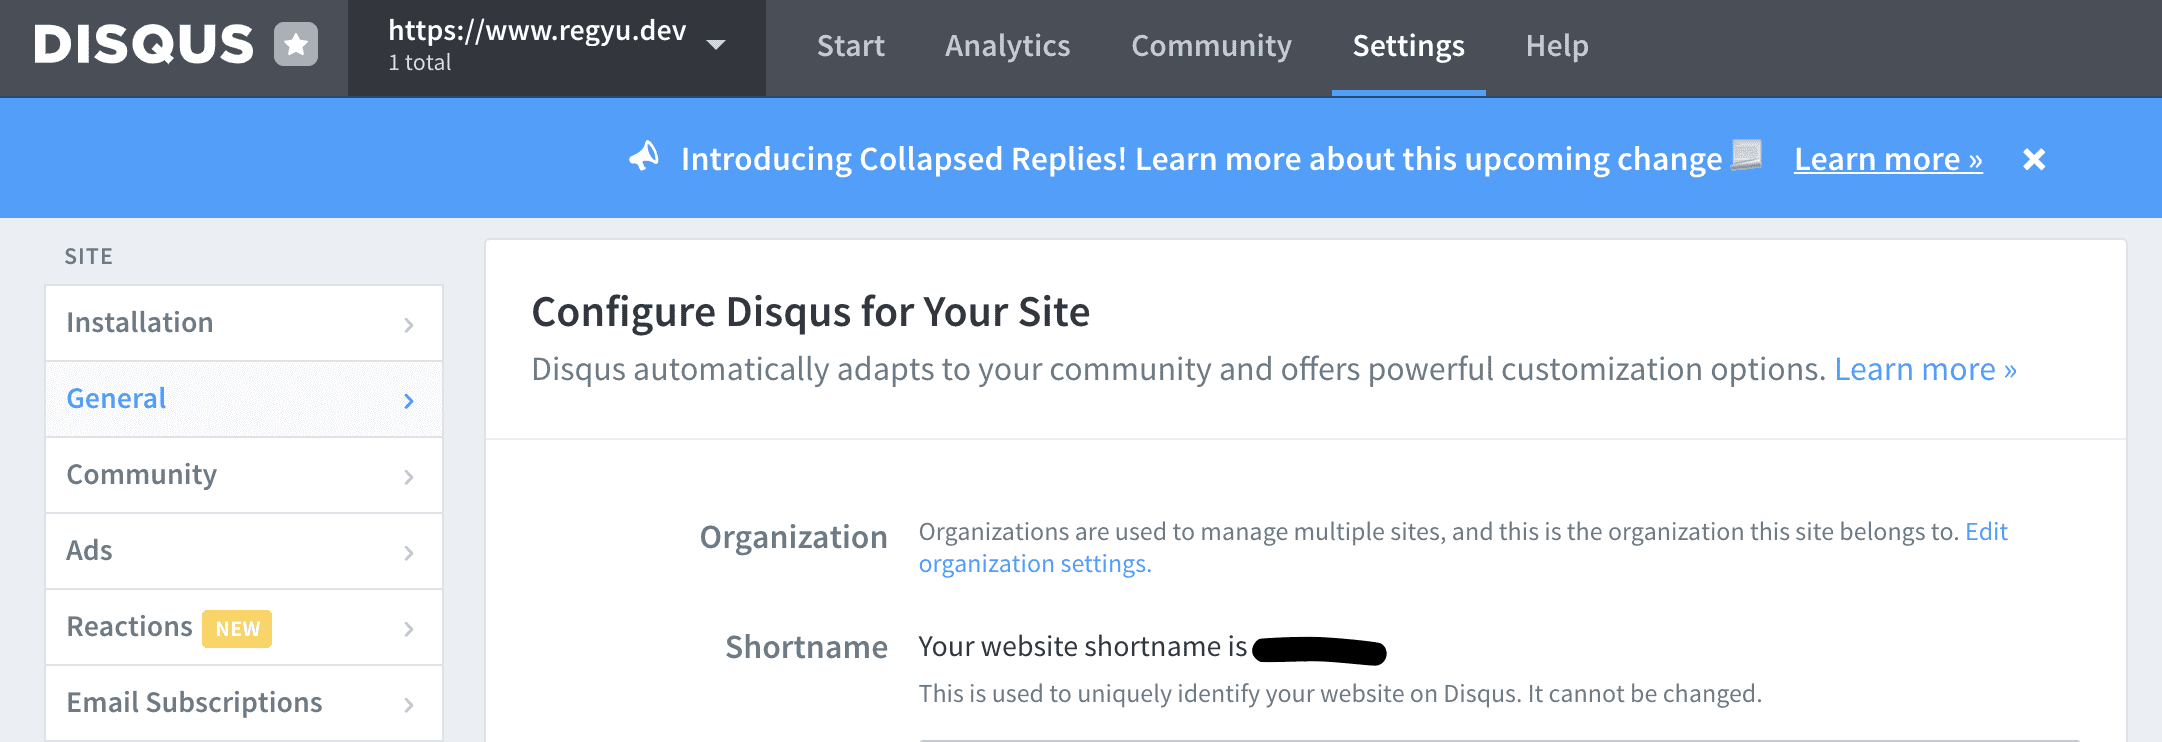 DISQUS
https://www.regyu.dev
1 total
Start
Analytics
Community
Settings
Help
Introducing Collapsed Replies! Learn more about this upcoming change
Learn more »
SITE
Installation
General
Community
Ads
Reactions NEW
Email Subscriptions
Configure Disqus for Your Site
Disqus automatically adapts to your community and offers powerful customization options. Learn more »
Organization
Organizations are used to manage multiple sites, and this is the organization this site belongs to. Edit
organization settings.
Shortname
Your website shortname is
This is used to uniquely identify your website on Disqus. It cannot be changed.